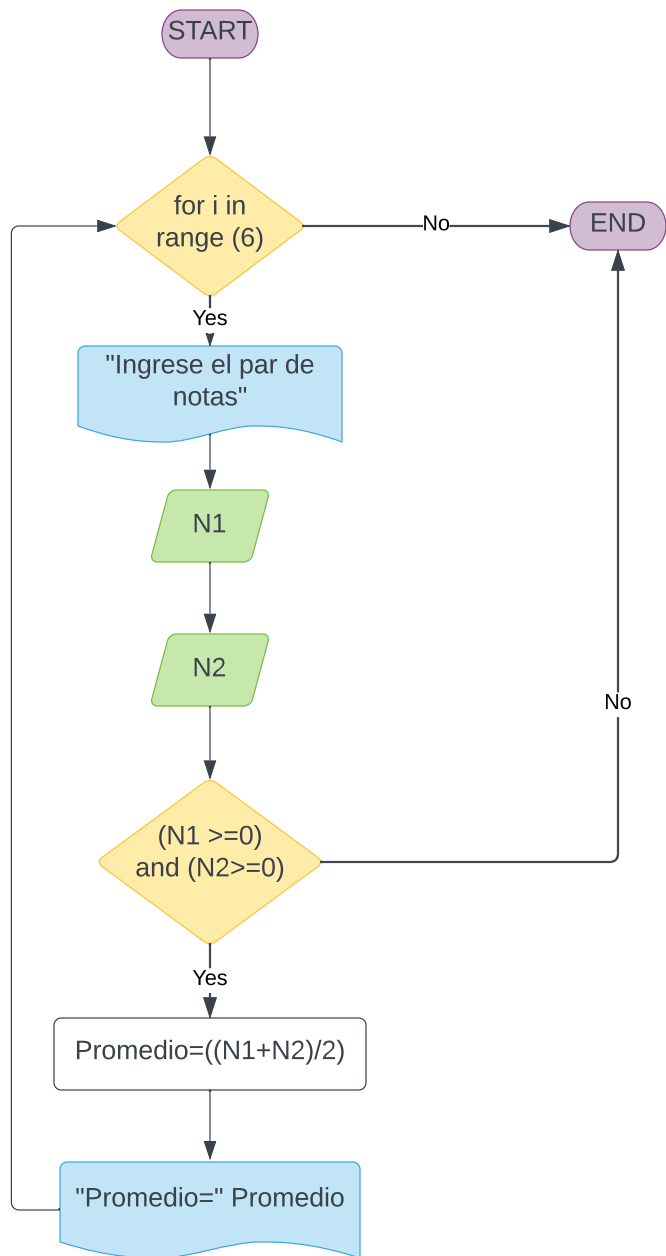 START
for i in
range (6)
No
END
Yes
"Ingrese el par de
notas"
N1
N2
No
(N1 >=0)
and (N2>=0)
Yes
Promedio=((N1+N2)/2)
"Promedio=" Promedio